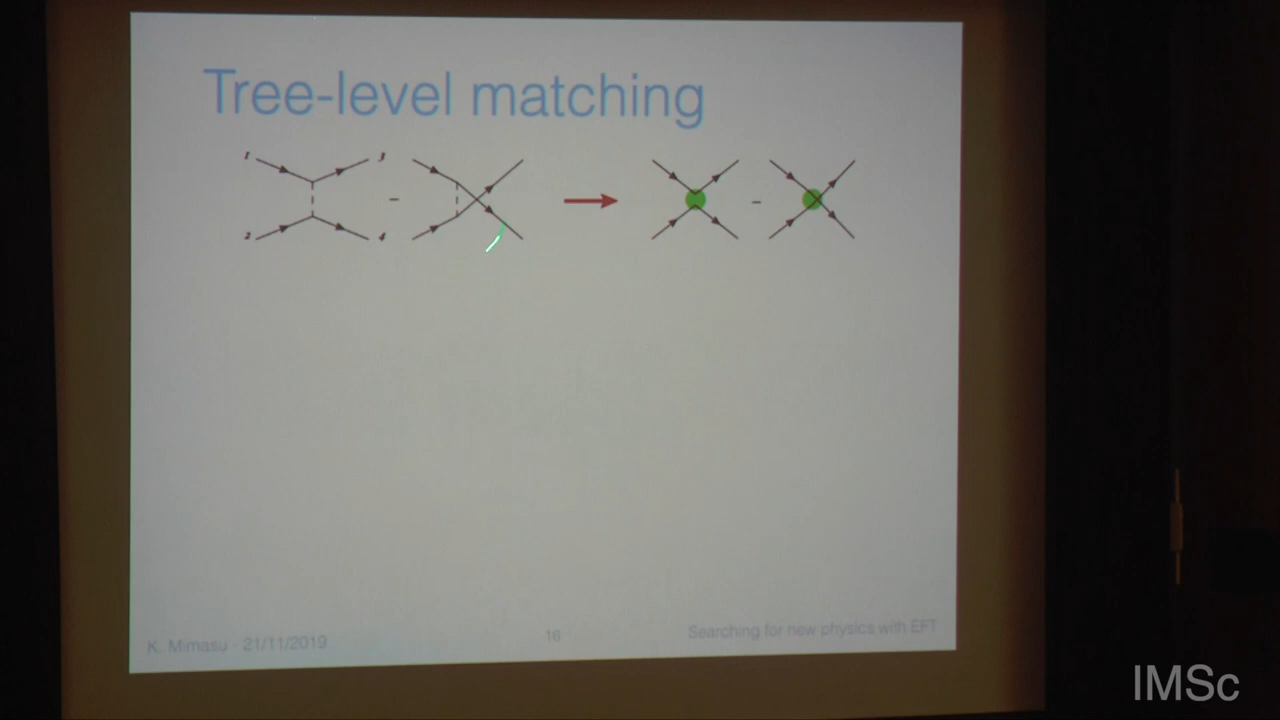 Tree-level matching
1 3
2 4
K. Mimasu - 21/11/2019
16
Searching for new physics with EFT
IMSc